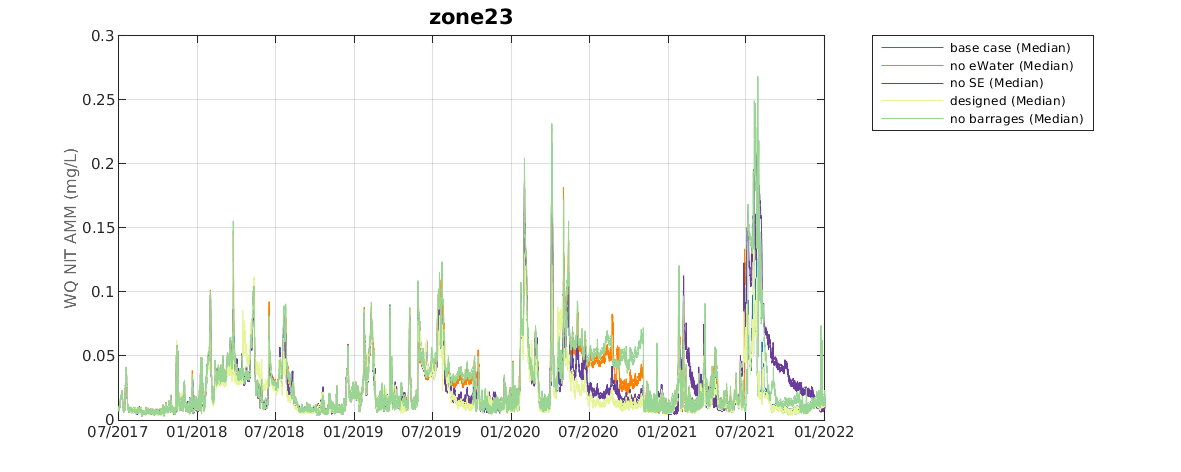 zone23
WQ NIT AMM (mg/L)
0.3
0.25
0.2
0.15
0.1
0.05
0
07/2017 01/2018 07/2018 01/2019 07/2019 01/2020 07/2020 01/2021 07/2021 01/2022
base case (Median)
no eWater (Median)
no SE (Median)
designed (Median)
no barrages (Median)